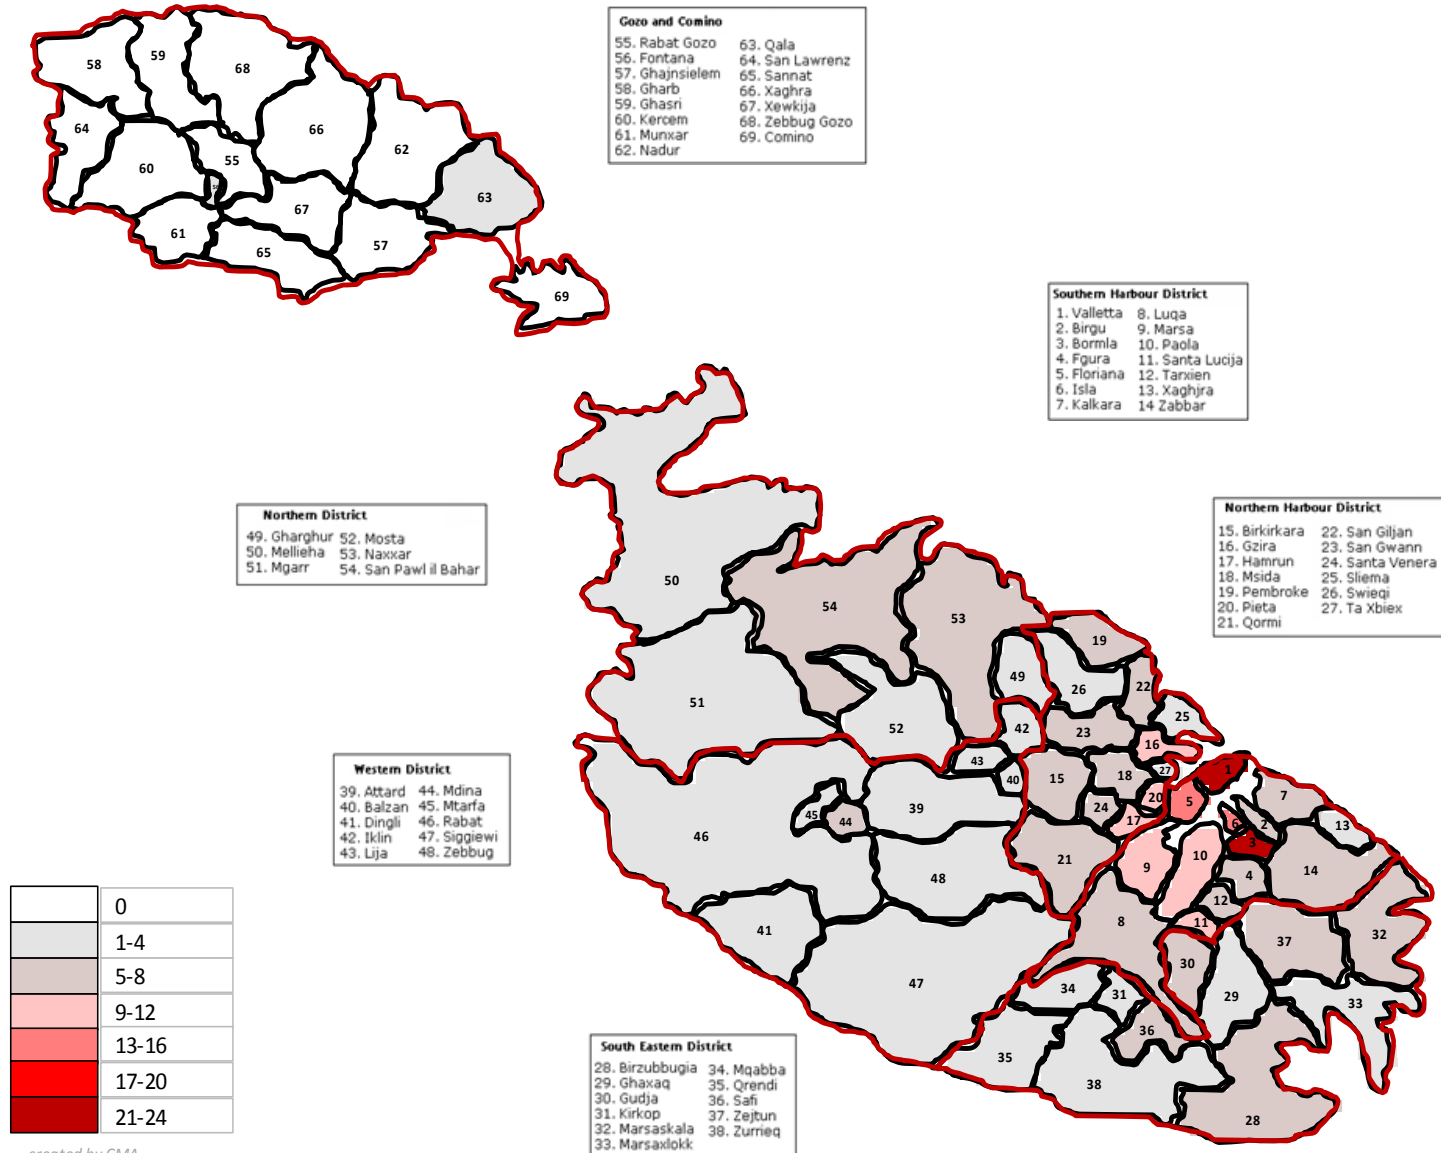 Gozo and Comino
55. Rabat Gozo 63. Qala
56. Fontana 64. San Lawrenz
57. Ghajnsielem 65. Sannat
58. Gharb 66. Xaghra
59. Ghasri 67. Xewkija
60. Kercem 68. Zebbug Gozo
61. Munxar 69. Comino
62. Nadur
58
59
68
64
66
62
60
55
63
67
61
65
57
69
Southern Harbour District
1. Valletta 8. Luqa
2. Birgu 9. Marsa
3. Bormla 10. Paola
4. Fgura 11. Santa Lucija
5. Floriana 12. Tarxien
6. Isla 13. Xaghjra
7. Kalkara 14 Zabbar
Northern District
49. Gharghur 52. Mosta
50. Mellieha 53. Naxxar
51. Mgarr 54. San Pawl il Bahar
Northern Harbour District
15. Birkirkara 22. San Giljan
16. Gzira 23. San Gwann
17. Hamrun 24. Santa Venera
18. Msida 25. Sliema
19. Pembroke 26. Swieqi
20. Pieta 27. Ta Xbiex
21. Qormi
Western District
39. Attard 44. Mdina
40. Balzan 45. Mtarfa
41. Dingli 46. Rabat
42. Iklin 47. Siggiewi
43. Lija 48. Zebbug
50
54
53
19
49
26
22
51
25
42
52
23
16
43
27
1
40
15
18
20
5
7
39
45
44
24
17
6
2
13
46
3
21
10
9
4
14
48
12
41
8
11
37
32
30
47
34
31
29
33
36
35
38
28
0
1-4
5-8
9-12
13-16
17-20
21-24
South Eastern District
28. Birzubbugia 34. Mqabba
29. Ghaxaq 35. Qrendi
30. Gudja 36. Safi
31. Kirkop 37. Zejtun
32. Marsaskala 38. Zurrieq
33. Marsaxlokk
created by GMA